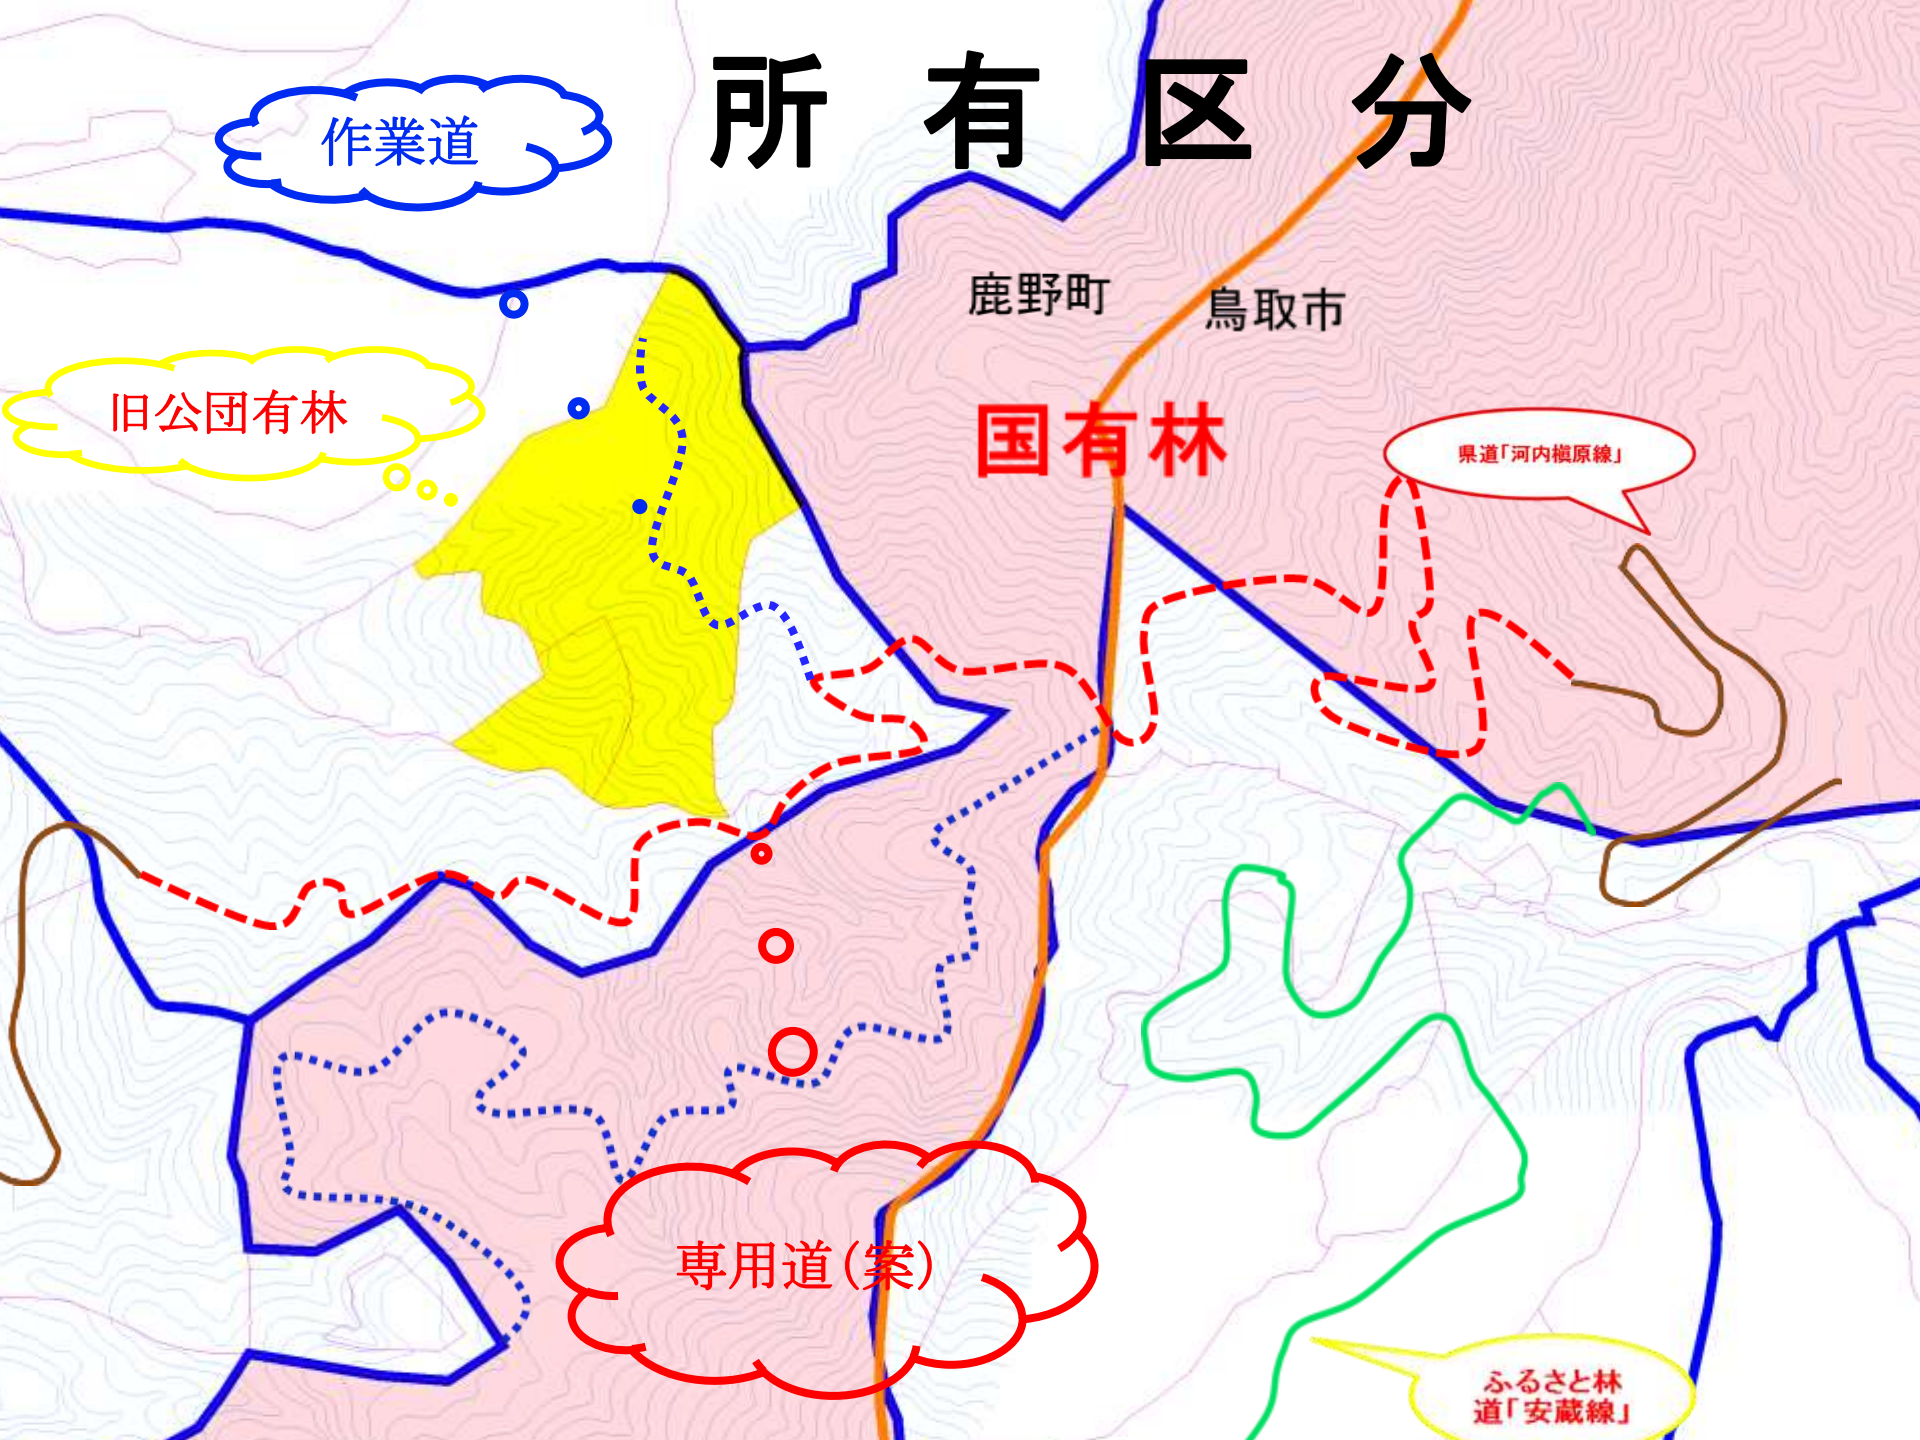 所有区分
作業道
鹿野町
鳥取市
旧公団有林
国有林
県道「河内槇原線」
専用道(案)
ふるさと林
道「安蔵線」